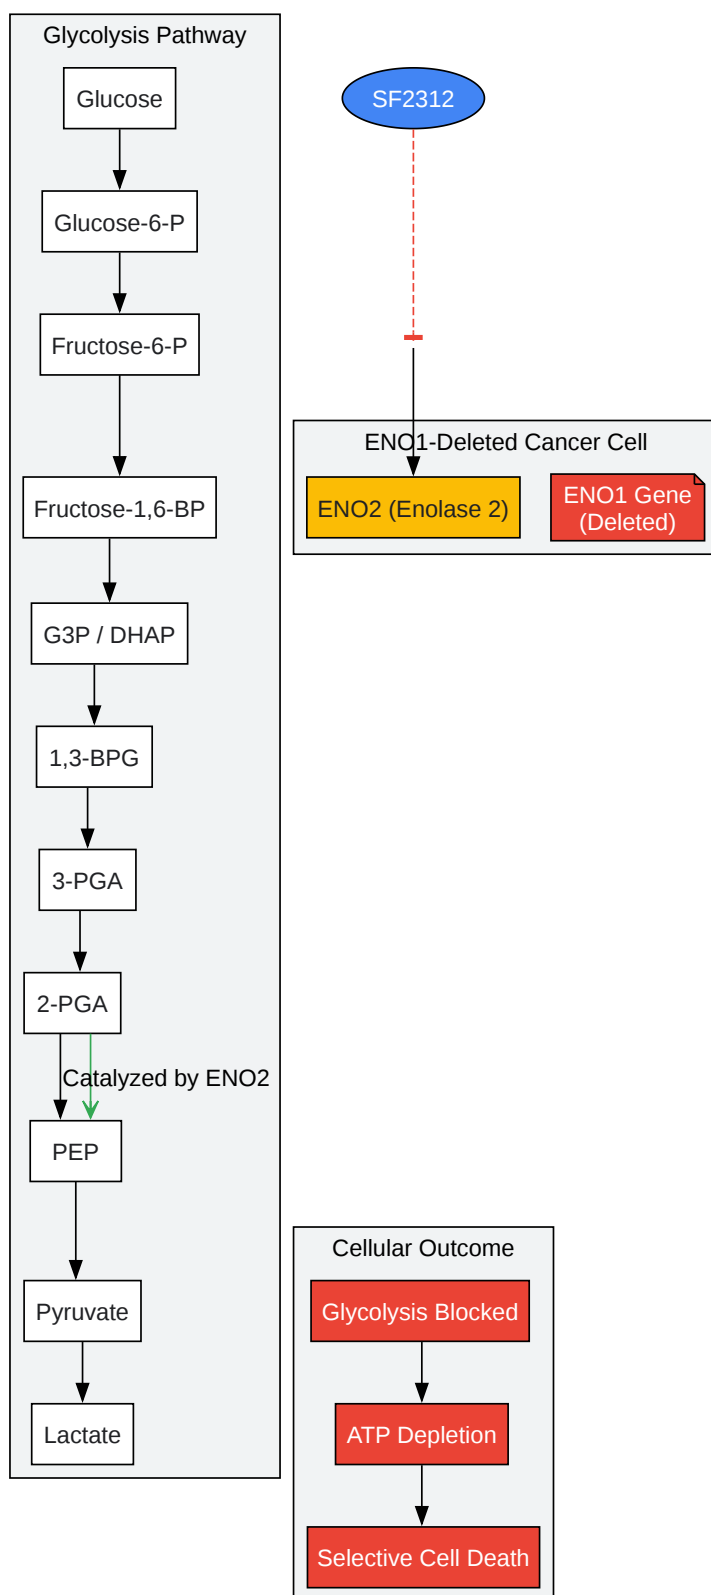 Glycolysis Pathway
Glucose
SF2312
Glucose-6-P
Fructose-6-P
ENO1-Deleted Cancer Cell
Fructose-1,6-BP
ENO2 (Enolase 2)
ENO1 Gene
(Deleted)
G3P / DHAP
1,3-BPG
3-PGA
2-PGA
Catalyzed by ENO2
PEP
Pyruvate
Lactate
Cellular Outcome
Glycolysis Blocked
ATP Depletion
Selective Cell Death